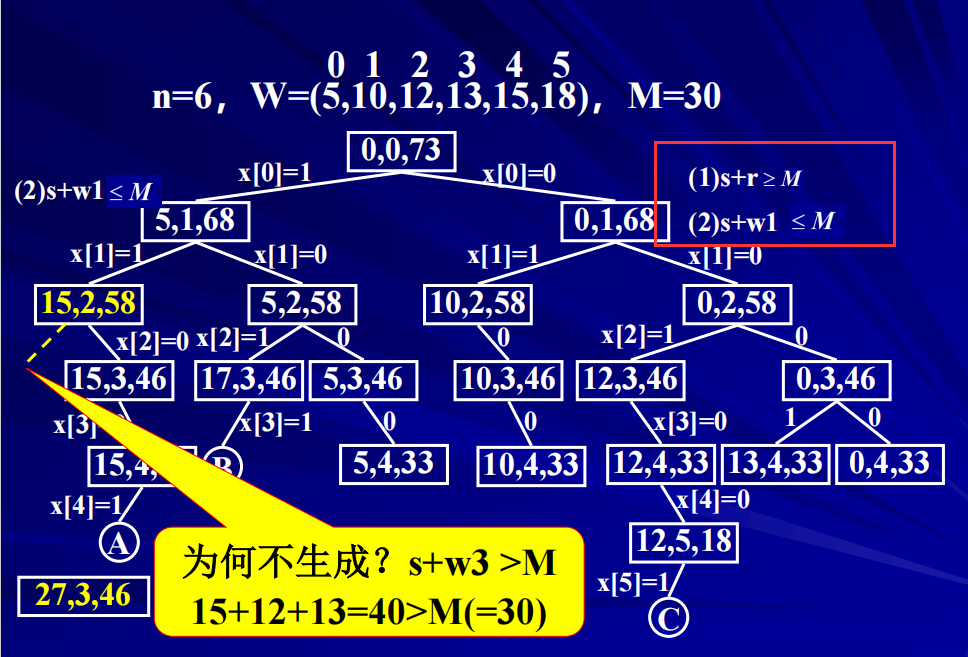 0 1 2 3 4 5
n=6，W=(5,10,12,13,15,18)，M=30
0,0,73
x[0]=1
x[0]=0
(1)s+r≥M
(2)s+w1≤M
(2)s+w1≤M
5,1,68
0,1,68
x[1]=1
x[1]=0
x[1]=1
x[1]=0
15,2,58
5,2,58
10,2,58
0,2,58
x[2]=0
x[2]=1
0
0
x[2]=1
0
15,3,46
17,3,46
5,3,46
10,3,46
12,3,46
0,3,46
x[3]
x[3]=1
0
0
x[3]=0
1
0
15,4,
B
5,4,33
10,4,33
12,4,33
13,4,33
0,4,33
x[4]=1
x[4]=0
A
12,5,18
27,3,46
x[5]=1
C
为何不生成？s+w3 >M
15+12+13=40>M(=30)